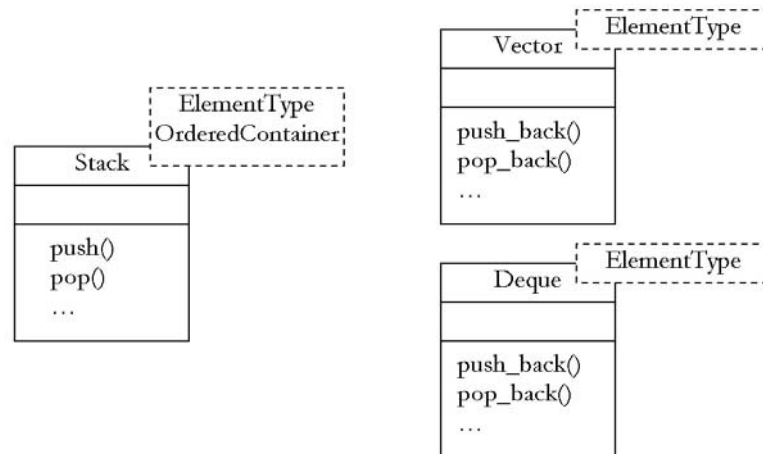 ElementType
OrderedContainer
Stack
push()
pop()
…
ElementType
Vector
push_back()
pop_back()
…
ElementType
Deque
push_back()
pop_back()
…